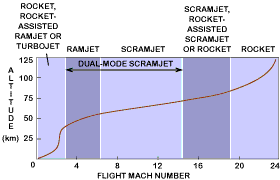 ROCKET,
ROCKET-
ASSISTED
RAMJET OR
TURBOJET
RAMJET
SCRAMJET
SCRAMJET,
ROCKET-
ASSISTED
SCRAMJET
OR ROCKET
ROCKET
DUAL-MODE SCRAMJET
ALTITUDE
(km)
125
100
75
50
25
0
4
8
12
16
20
24
FLIGHT MACH NUMBER